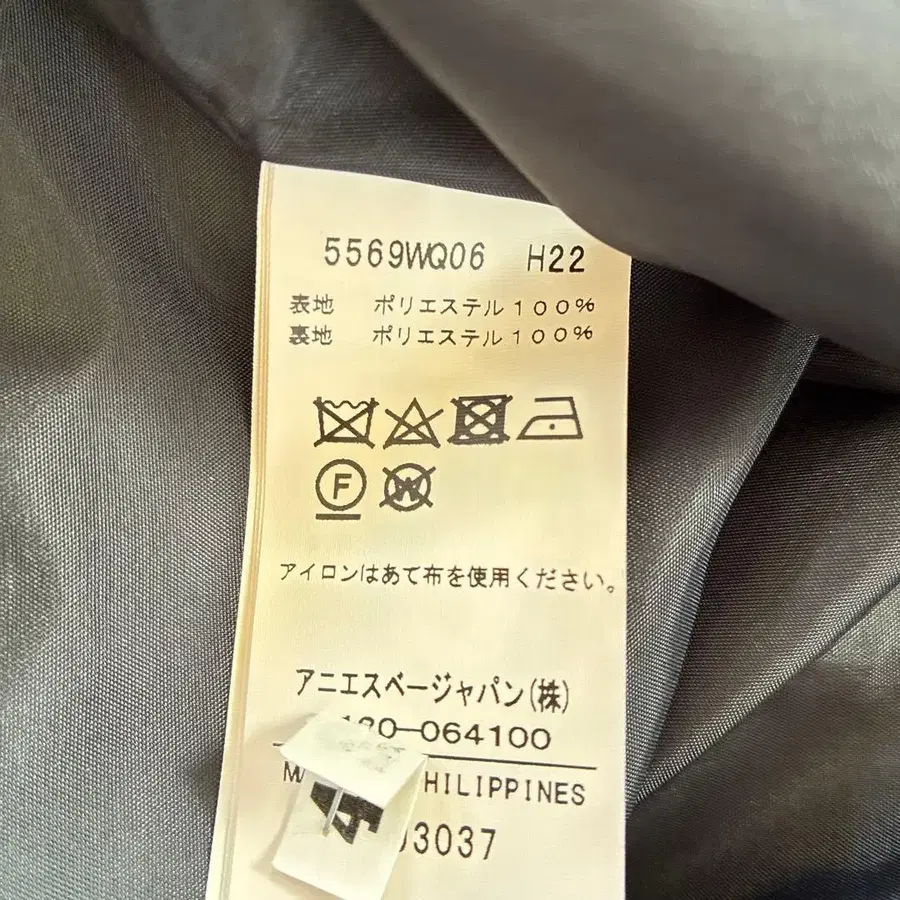 5569WQ06 H22
表地 ポリエステル100%
裏地 ポリエステル100%
F
W
アイロンはあて布を使用ください。
アニエスベージャパン(株)
120-064100
HILIPPINES
3037